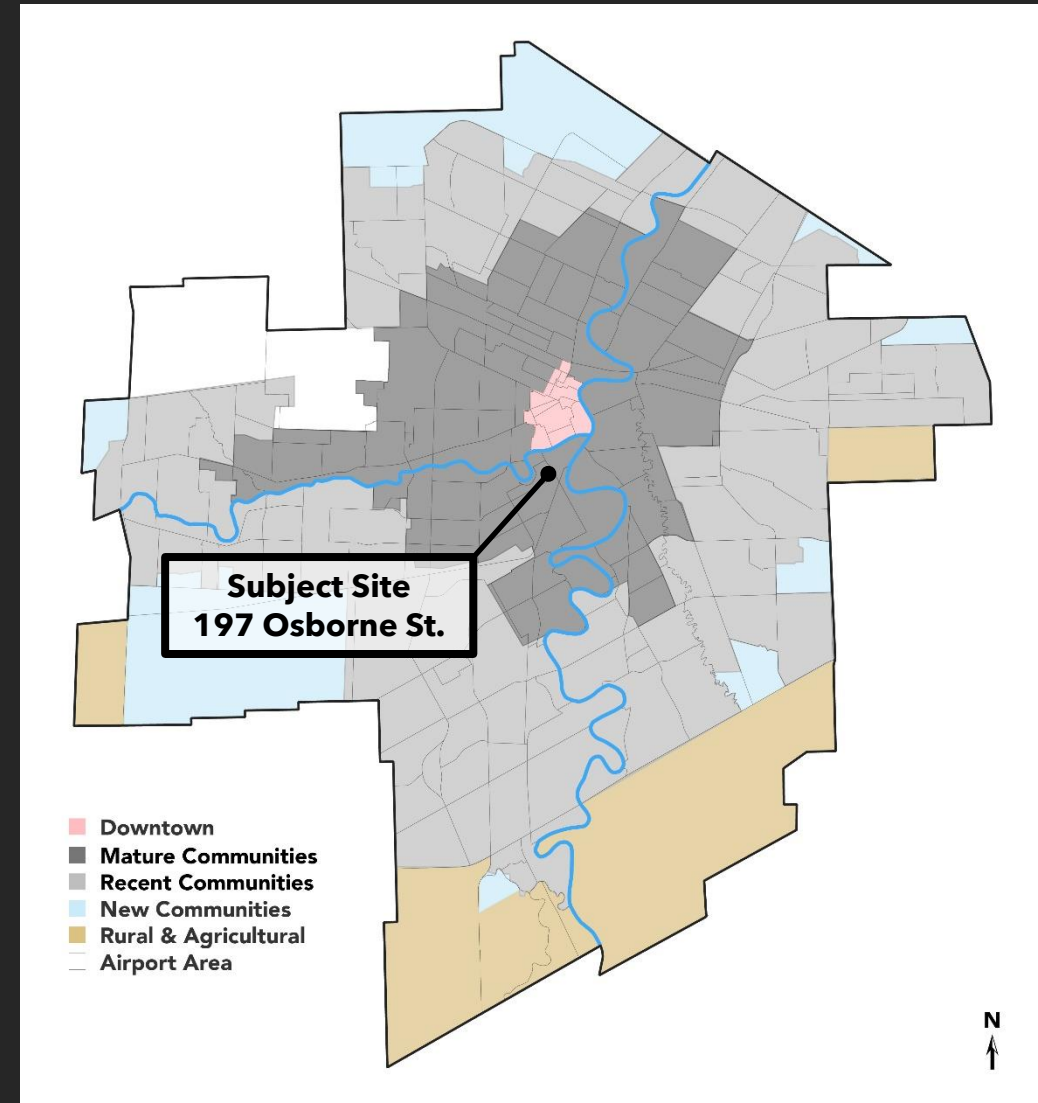 Subject Site
197 Osborne St.
Downtown
Mature Communities
Recent Communities
New Communities
Rural & Agricultural
Airport Area
N